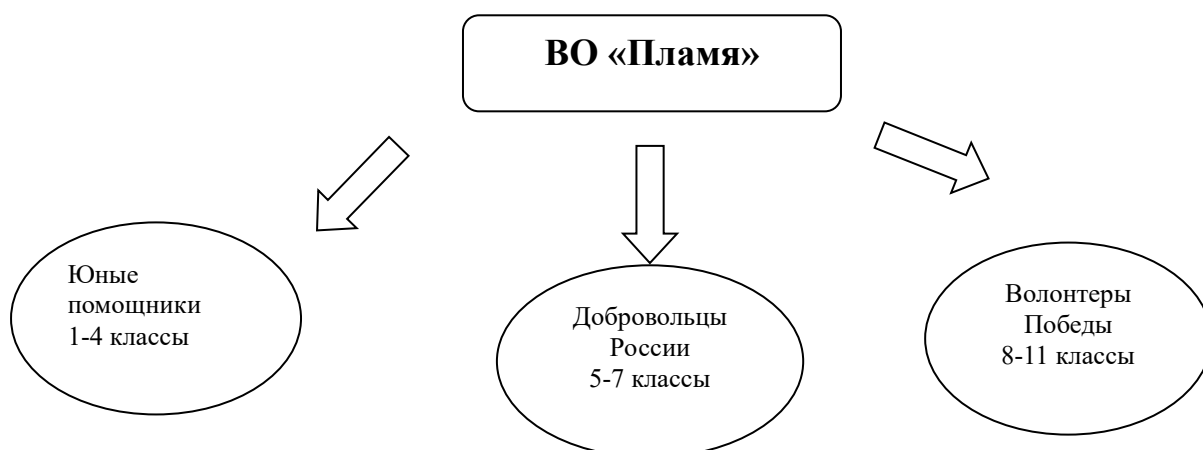 ВО «Пламя»
Юные
помощники
1-4 классы
Добровольцы
России
5-7 классы
Волонтеры
Победы
8-11 классы